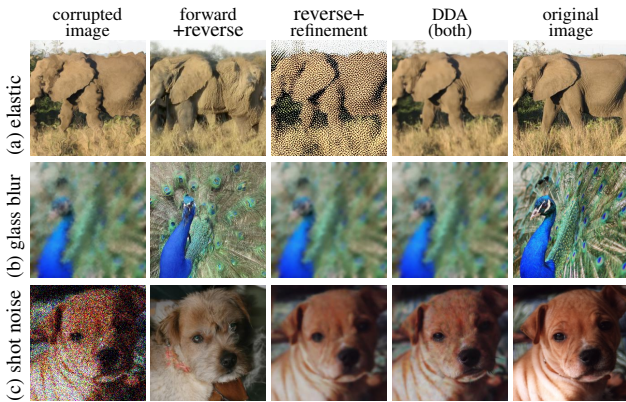 corrupted image
forward +reverse
reverse+ refinement
DDA (both)
original image
(a) elastic
(b) glass blur
(c) shot noise